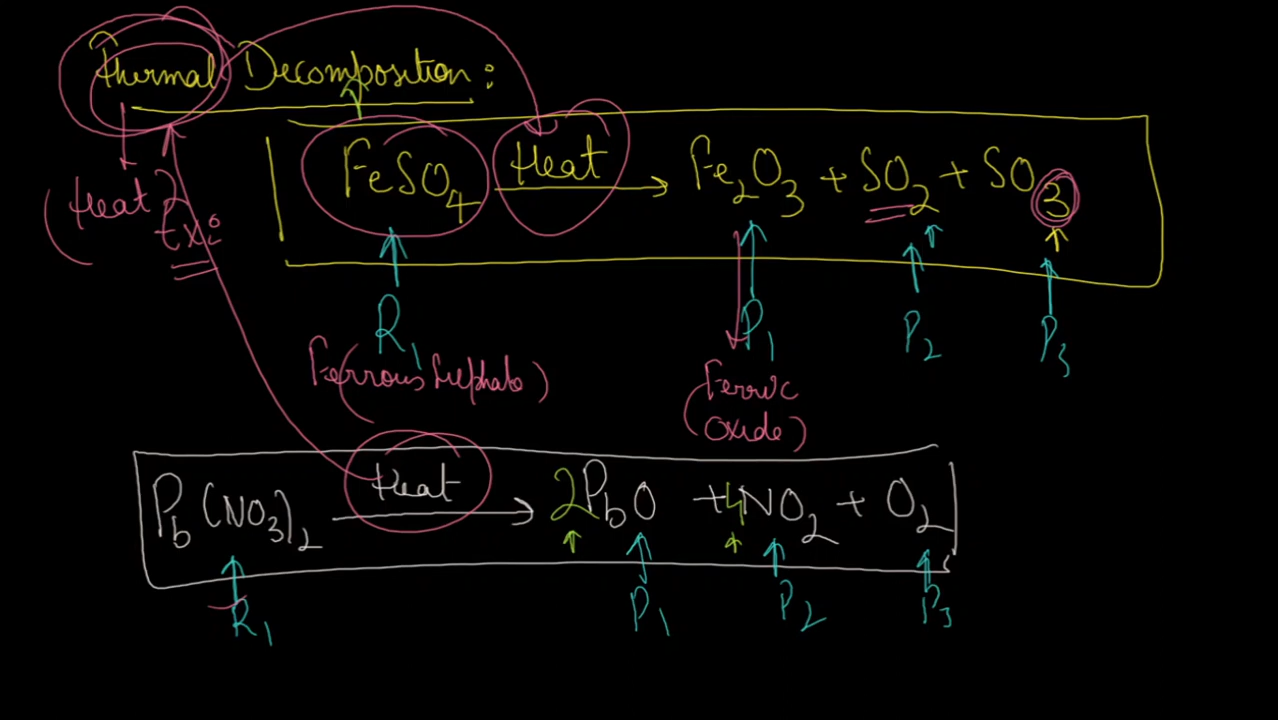 Thermal Decomposition:
FeSO4 Heat → Fe2O3 + SO2 + SO3
(Heat
Ex:
R1 P1 P2 P3
(Ferrous Sulphate) (Ferric
Oxide)
Pb(NO3)2 Heat → 2PbO + 4NO2 + O2
R1 P1 P2 P3